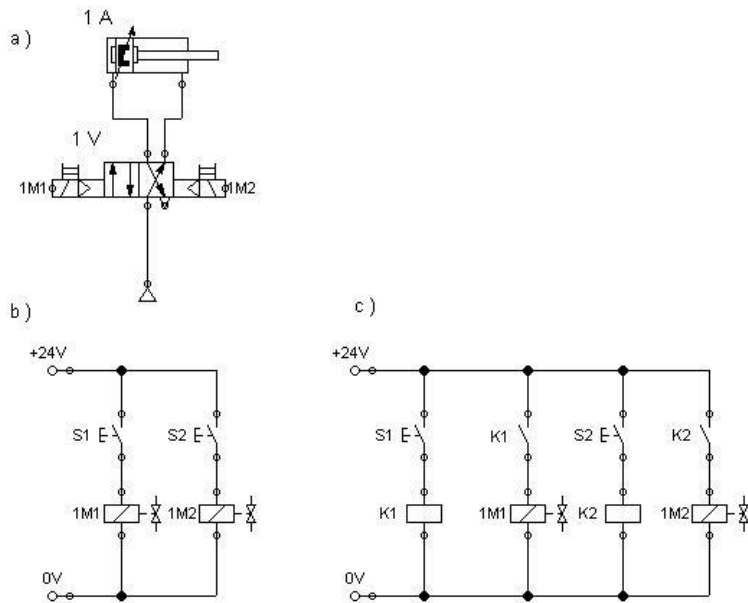 1 A
a )
1 V
1M1 1M2
b ) c )
+24V +24V
S1 S2 S1 K1 S2 K2
1M1 1M2 K1 1M1 K2 1M2
0V 0V